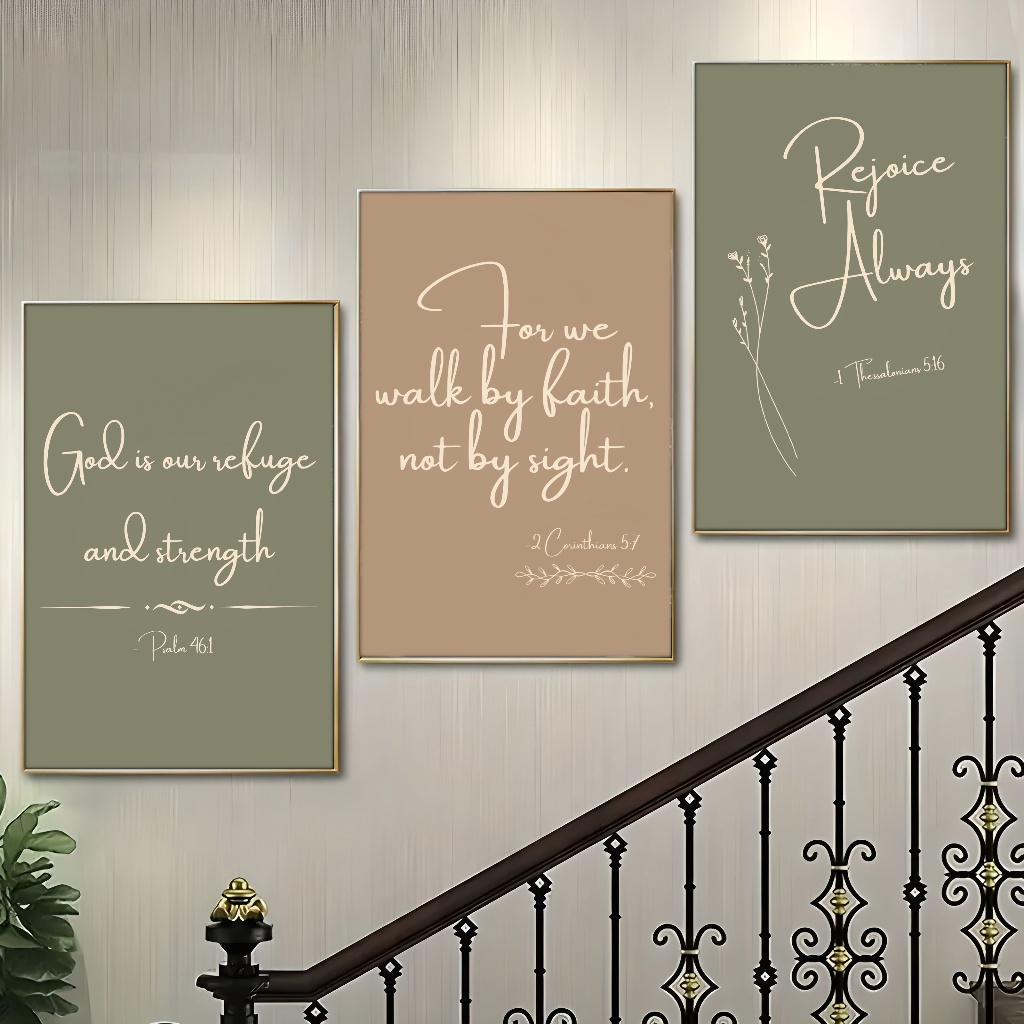 God is our refuge
and strength
-Psalm 46:1
For we
walk by faith,
not by sight.
-2 Corinthians 5:7
Rejoice
Always
-1 Thessalonians 5:16